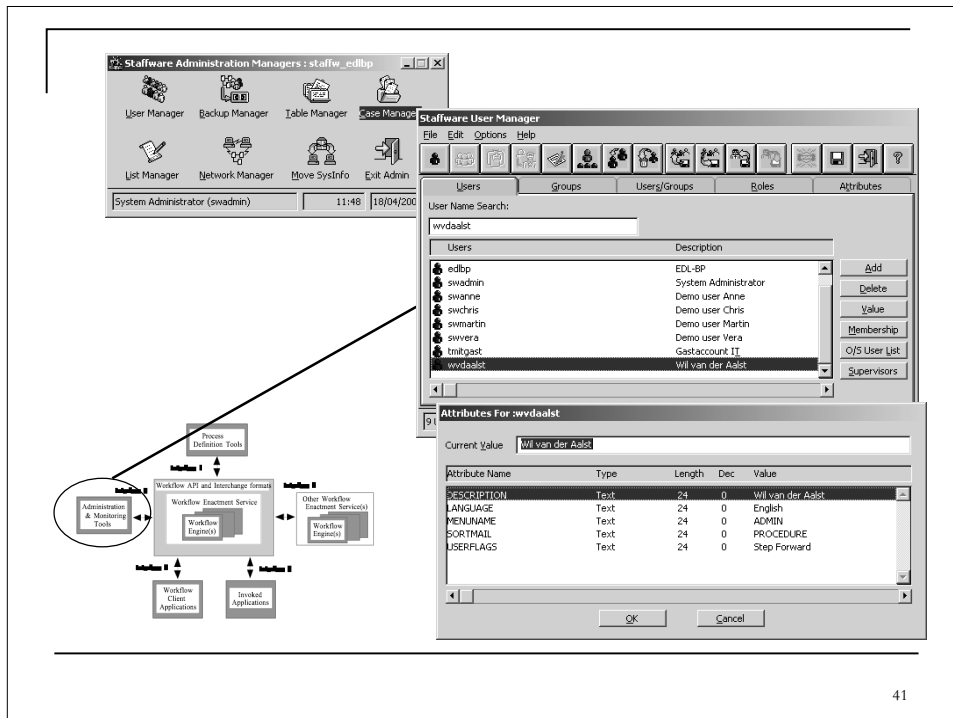 Staffware Administration Managers : staffw_edlbp
User Manager Backup Manager Table Manager Case Manager
List Manager Network Manager Move SysInfo Exit Admin
System Administrator (swadmin) 11:48 18/04/200
Staffware User Manager
File Edit Options Help
Users Groups Users/Groups Roles Attributes
User Name Search:
wvdaalst
Users Description
edlbp EDL-BP
swadmin System Administrator
swanne Demo user Anne
swchris Demo user Chris
swmartin Demo user Martin
swvera Demo user Vera
tmitgast Gastaccount IT
wvdaalst Wil van der Aalst
Add
Delete
Value
Membership
O/S User List
Supervisors
9
Attributes For :wvdaalst
Current Value Wil van der Aalst
Attribute Name Type Length Dec Value
DESCRIPTION Text 24 0 Wil van der Aalst
LANGUAGE Text 24 0 English
MENUNAME Text 24 0 ADMIN
SORTMAIL Text 24 0 PROCEDURE
USERFLAGS Text 24 0 Step Forward
OK Cancel
Process
Definition Tools
Workflow API and Interchange formats
Workflow Enactment Service
Workflow
Engine(s)
Administration
& Monitoring
Tools
Other Workflow
Enactment Service(s)
Workflow
Engine(s)
Workflow
Client
Applications
Invoked
Applications
41